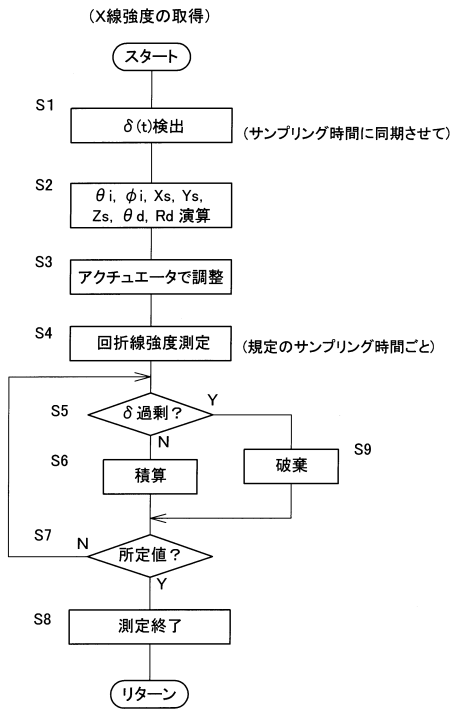 (X線強度の取得)
スタート
S1
δ(t)検出
(サンプリング時間に同期させて)
S2
θi, φi, Xs, Ys,
Zs, θd, Rd 演算
S3
アクチュエータで調整
S4
回折線強度測定
(規定のサンプリング時間ごと)
S5
δ過剰?
Y
N
S6
積算
S9
破棄
S7
N
所定値?
Y
S8
測定終了
リターン